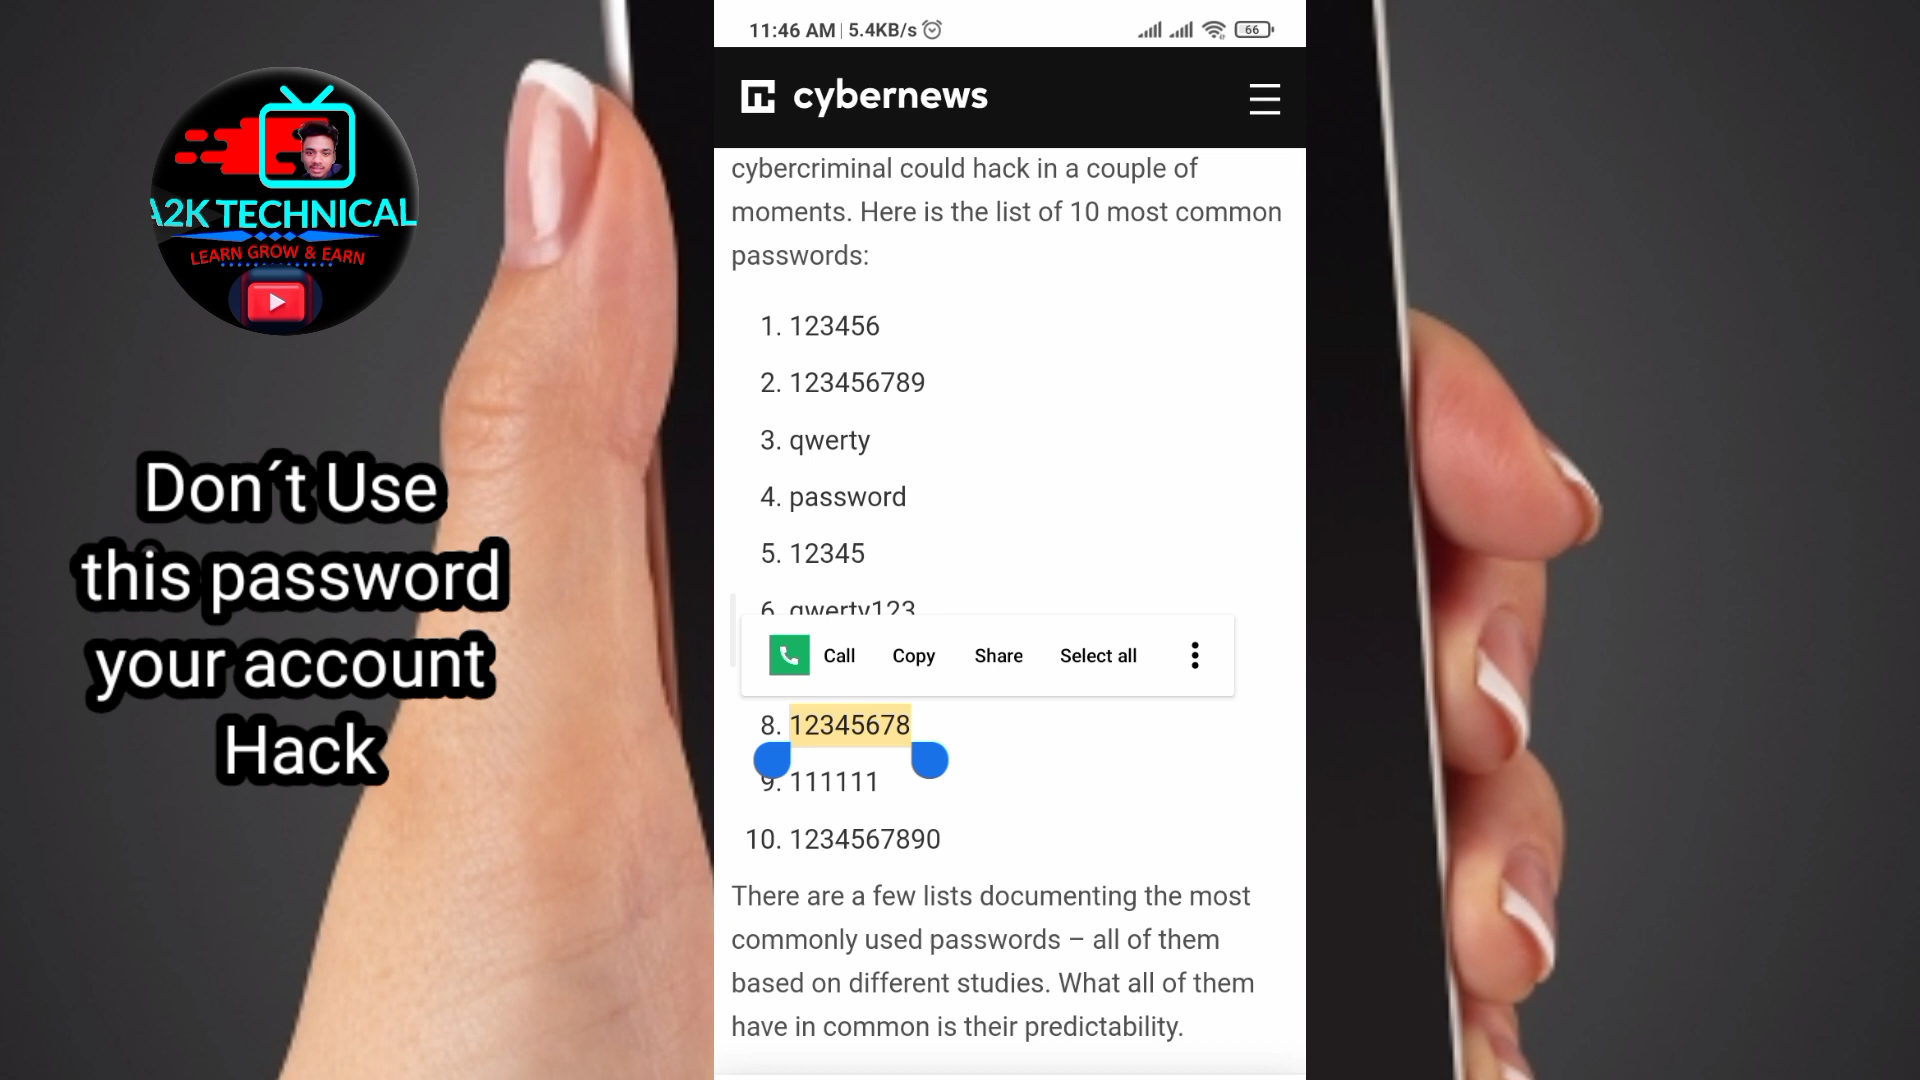 A2K TECHNICAL
LEARN GROW & EARN
Don´t Use
this password
your account
Hack
11:46 AM | 5.4KB/s
66
cybernews
cybercriminal could hack in a couple of
moments. Here is the list of 10 most common
passwords:
1. 123456
2. 123456789
3. qwerty
4. password
5. 12345
6. qwerty123
Call Copy Share Select all
8. 12345678
9. 111111
10. 1234567890
There are a few lists documenting the most
commonly used passwords – all of them
based on different studies. What all of them
have in common is their predictability.